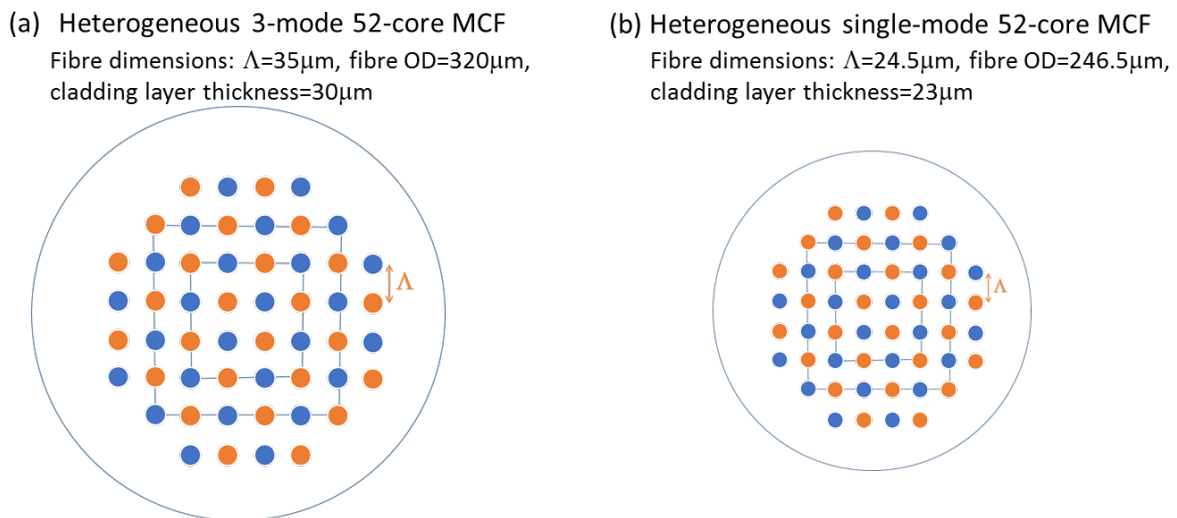 (a) Heterogeneous 3-mode 52-core MCF
Fibre dimensions: Λ=35μm, fibre OD=320μm,
cladding layer thickness=30μm
Λ
(b) Heterogeneous single-mode 52-core MCF
Fibre dimensions: Λ=24.5μm, fibre OD=246.5μm,
cladding layer thickness=23μm
Λ